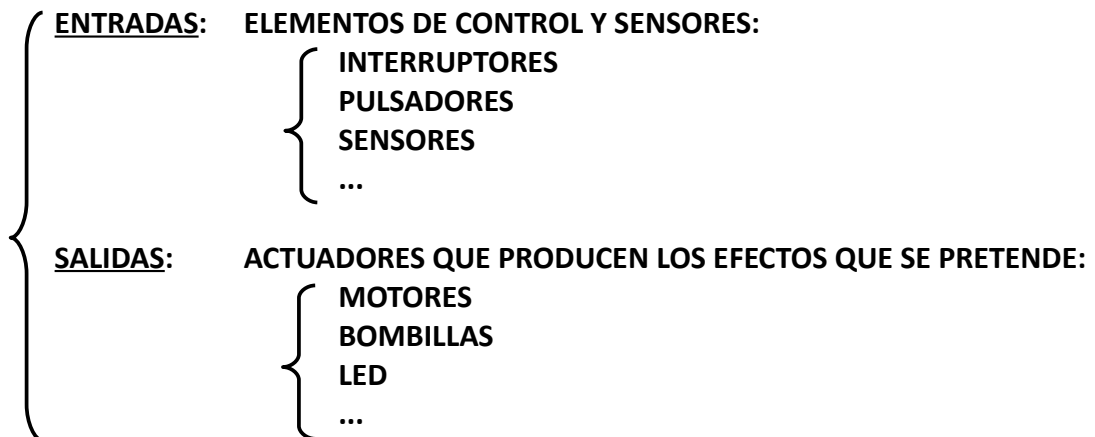 ENTRADAS: ELEMENTOS DE CONTROL Y SENSORES:
INTERRUPTORES
PULSADORES
SENSORES
...
SALIDAS: ACTUADORES QUE PRODUCEN LOS EFECTOS QUE SE PRETENDE:
MOTORES
BOMBILLAS
LED
...